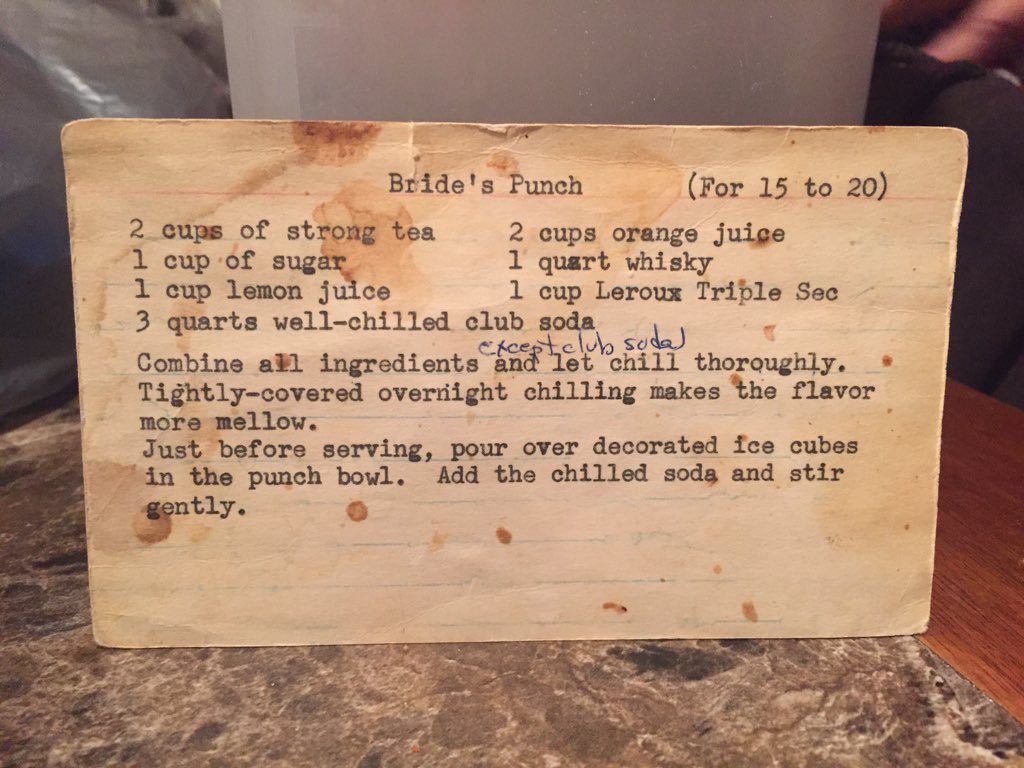 Bride's Punch (For 15 to 20)
2 cups of strong tea 2 cups orange juice
1 cup of sugar 1 quart whisky
1 cup lemon juice 1 cup Leroux Triple Sec
3 quarts well-chilled club soda
except club soda
Combine all ingredients and let chill thoroughly.
Tightly-covered overnight chilling makes the flavor
more mellow.
Just before serving, pour over decorated ice cubes
in the punch bowl. Add the chilled soda and stir
gently.